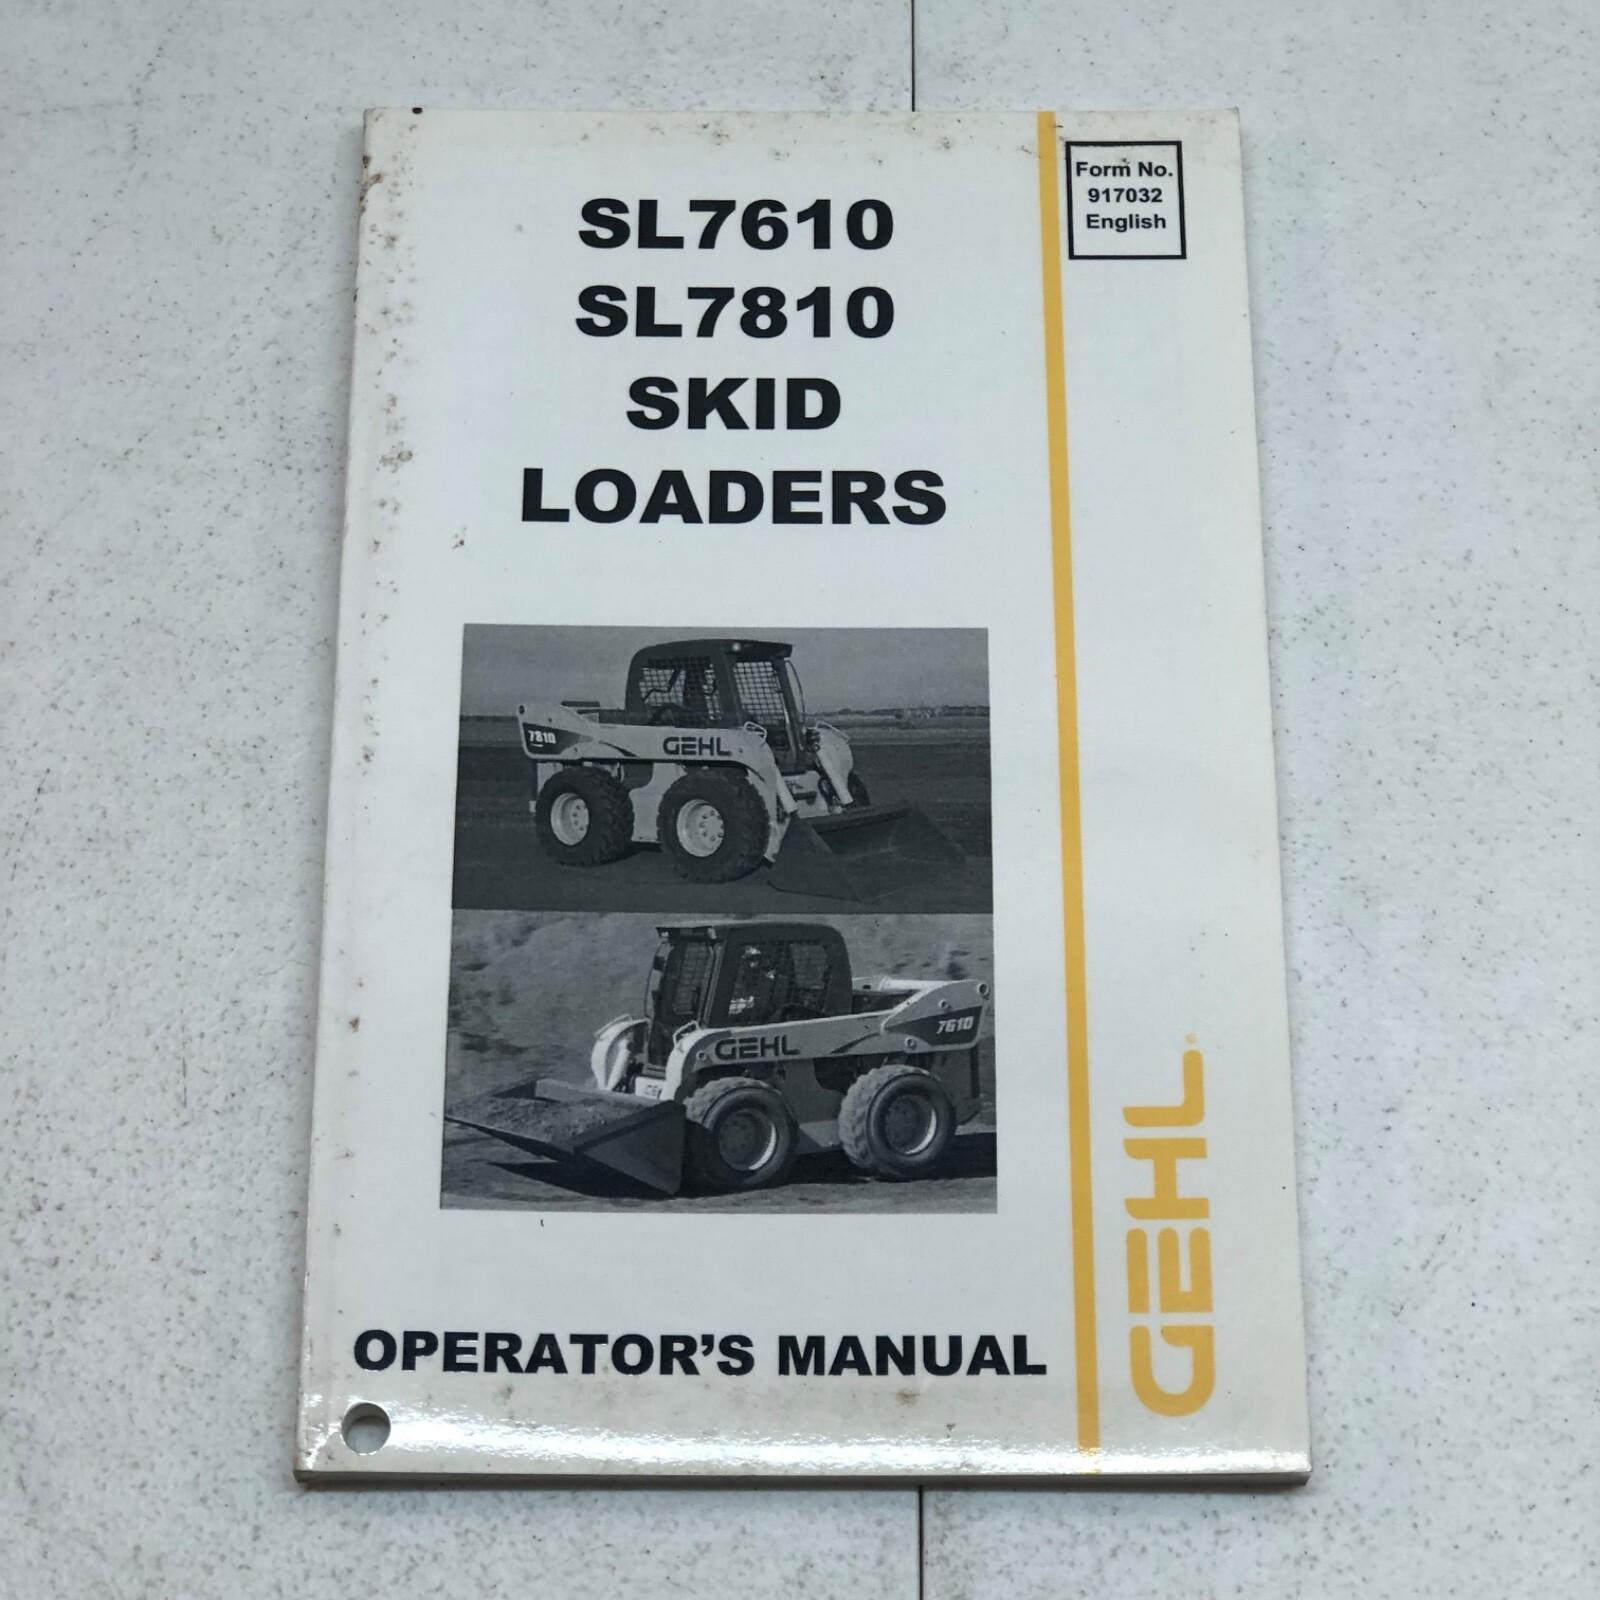 SL7610
SL7810
SKID
LOADERS
Form No.
917032
English
7810
GEHL
GEHL
7610
OPERATOR'S MANUAL
GEHL®